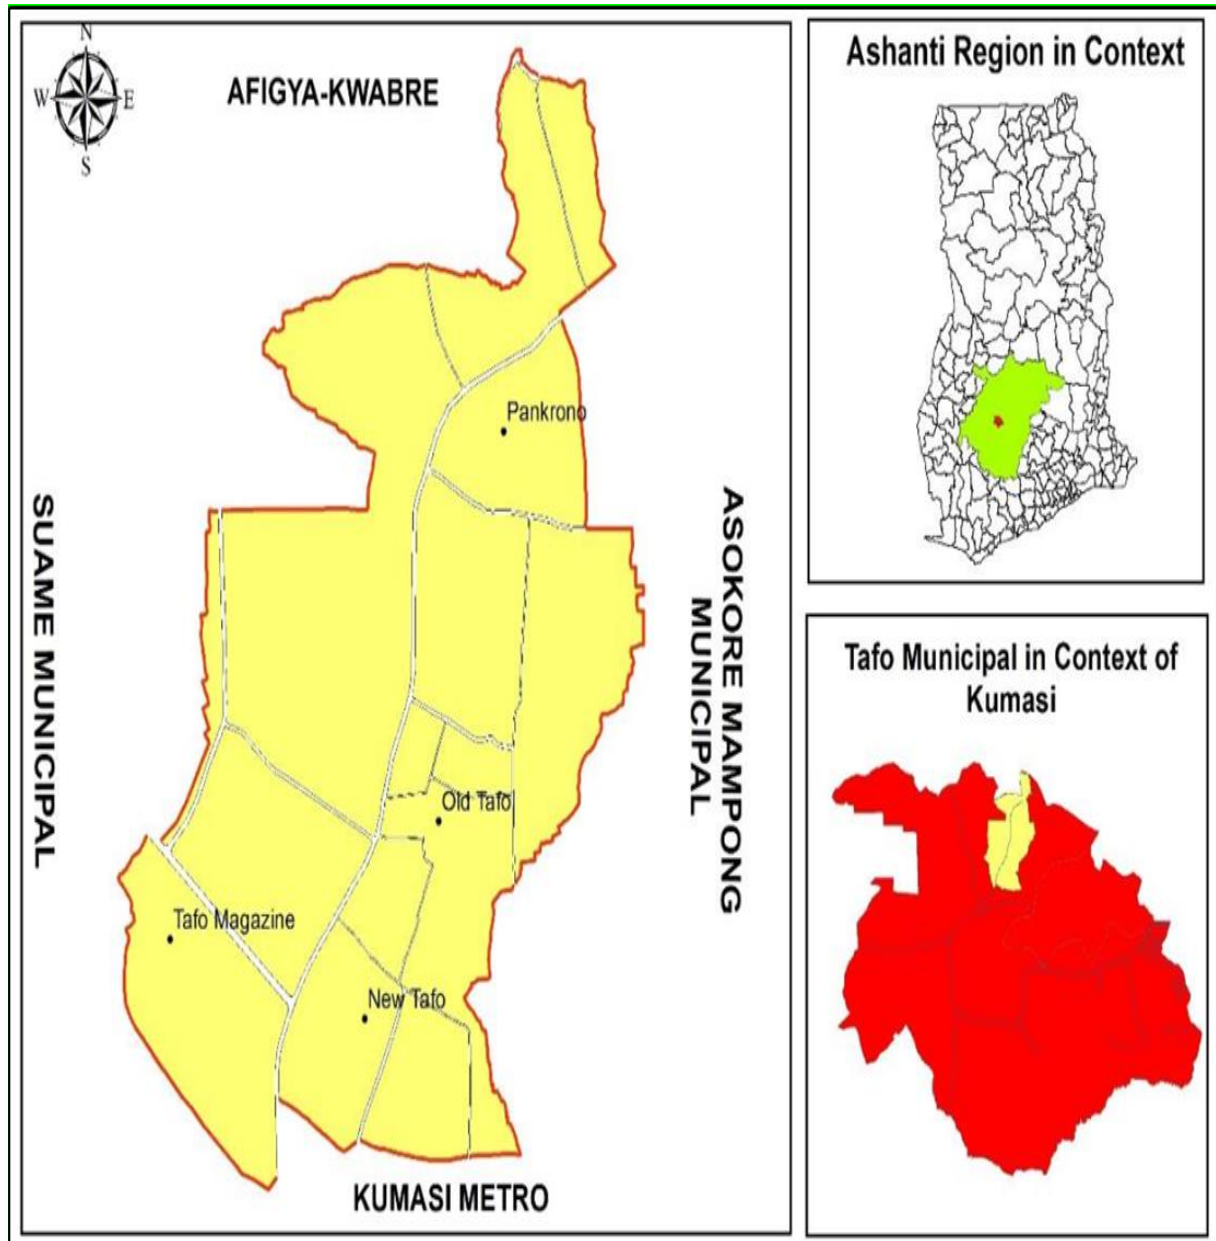 N
W E
S
AFIGYA-KWABRE
Pankrono
SUAME MUNICIPAL
ASOKORE MAMPONG
MUNICIPAL
Old Tafo
Tafo Magazine
New Tafo
KUMASI METRO
Ashanti Region in Context
Tafo Municipal in Context of
Kumasi